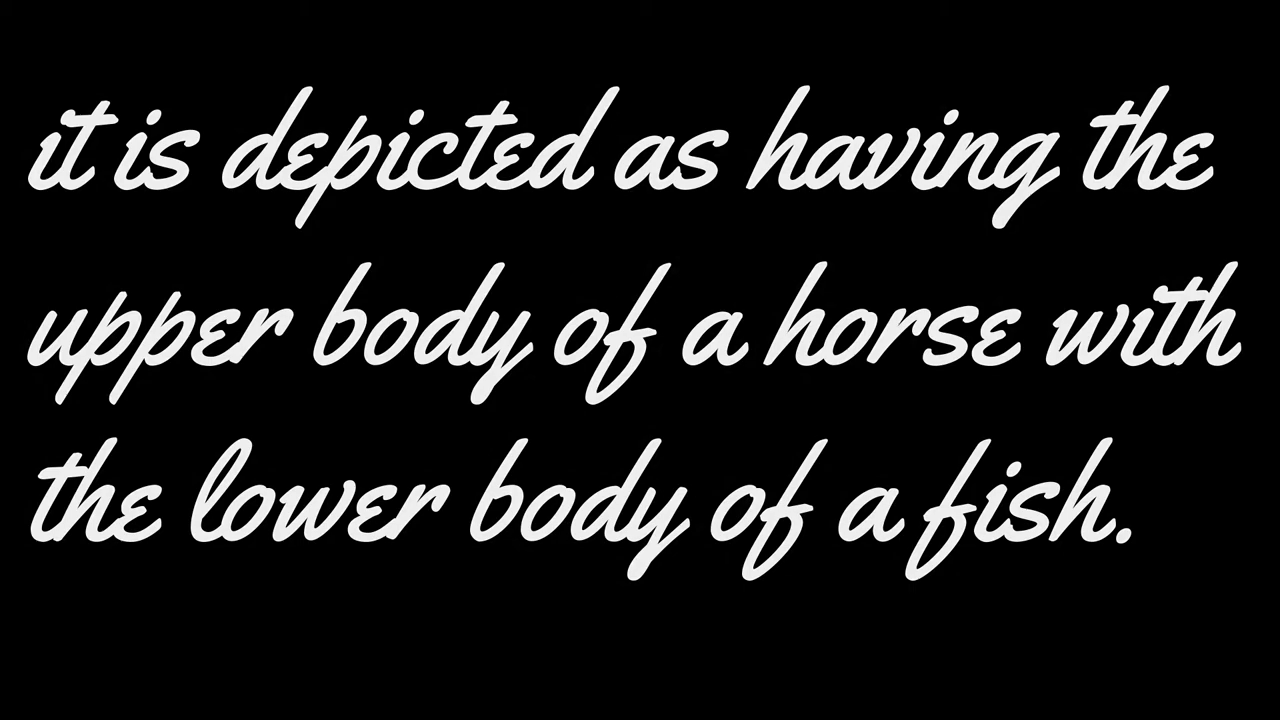 it is depicted as having the
upper body of a horse with
the lower body of a fish.